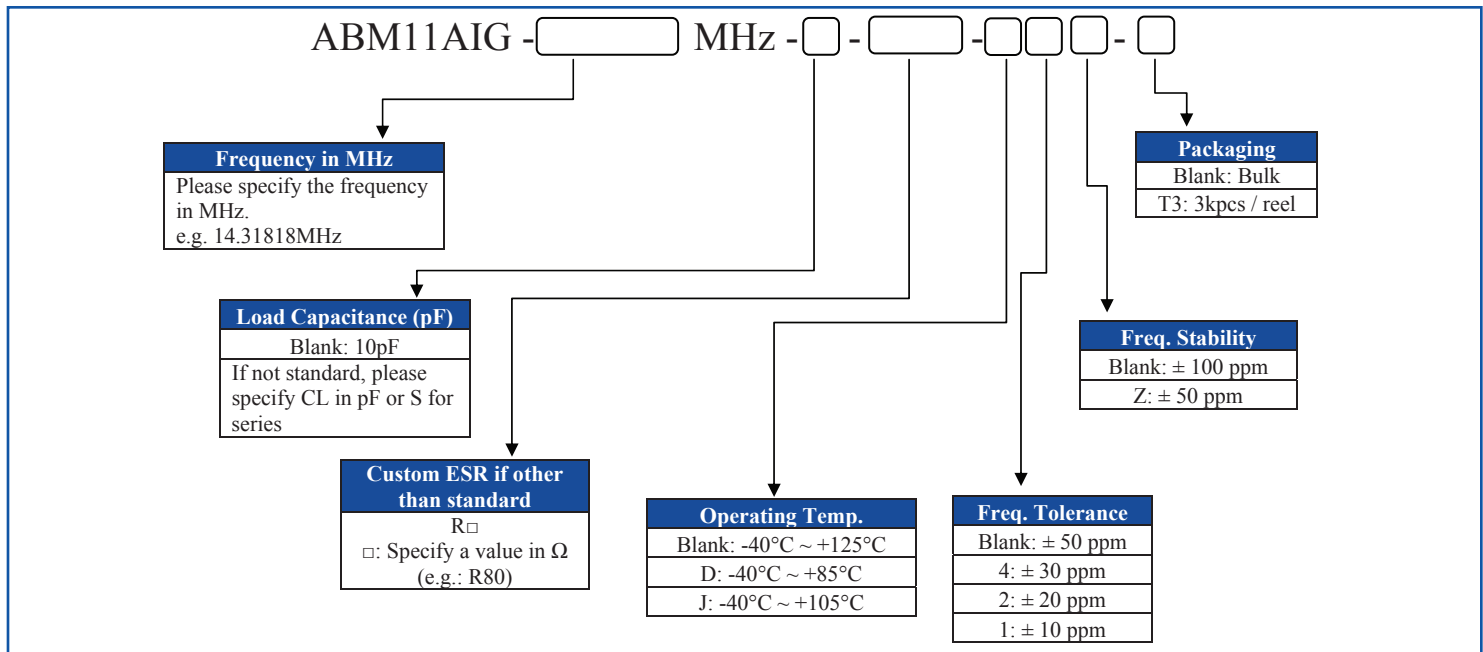 ABM11AIG - MHz - - - -
Frequency in MHz
Please specify the frequency
in MHz.
e.g. 14.31818MHz
Packaging
Blank: Bulk
T3: 3kpcs / reel
Load Capacitance (pF)
Blank: 10pF
If not standard, please
specify CL in pF or S for
series
Freq. Stability
Blank: ± 100 ppm
Z: ± 50 ppm
Custom ESR if other
than standard
R□
□: Specify a value in Ω
(e.g.: R80)
Operating Temp.
Blank: -40°C ~ +125°C
D: -40°C ~ +85°C
J: -40°C ~ +105°C
Freq. Tolerance
Blank: ± 50 ppm
4: ± 30 ppm
2: ± 20 ppm
1: ± 10 ppm